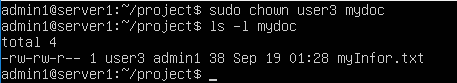 admin1@server1:~/project$ sudo chown user3 mydoc
admin1@server1:~/project$ ls -l mydoc
total 4
-rw-rw-r-- 1 user3 admin1 38 Sep 19 01:28 myInfor.txt
admin1@server1:~/project$ _